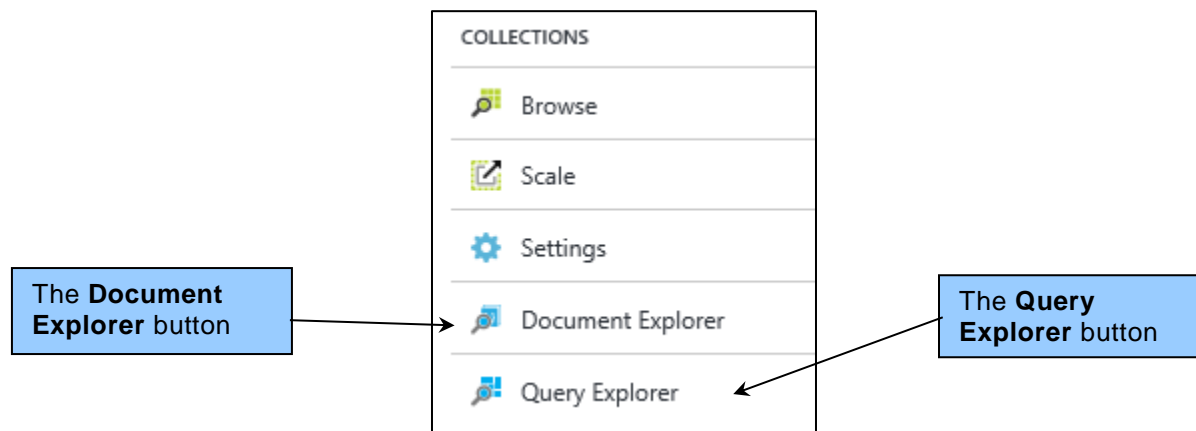 COLLECTIONS
Browse
Scale
Settings
Document Explorer
Query Explorer
The Document
Explorer button
The Query
Explorer button